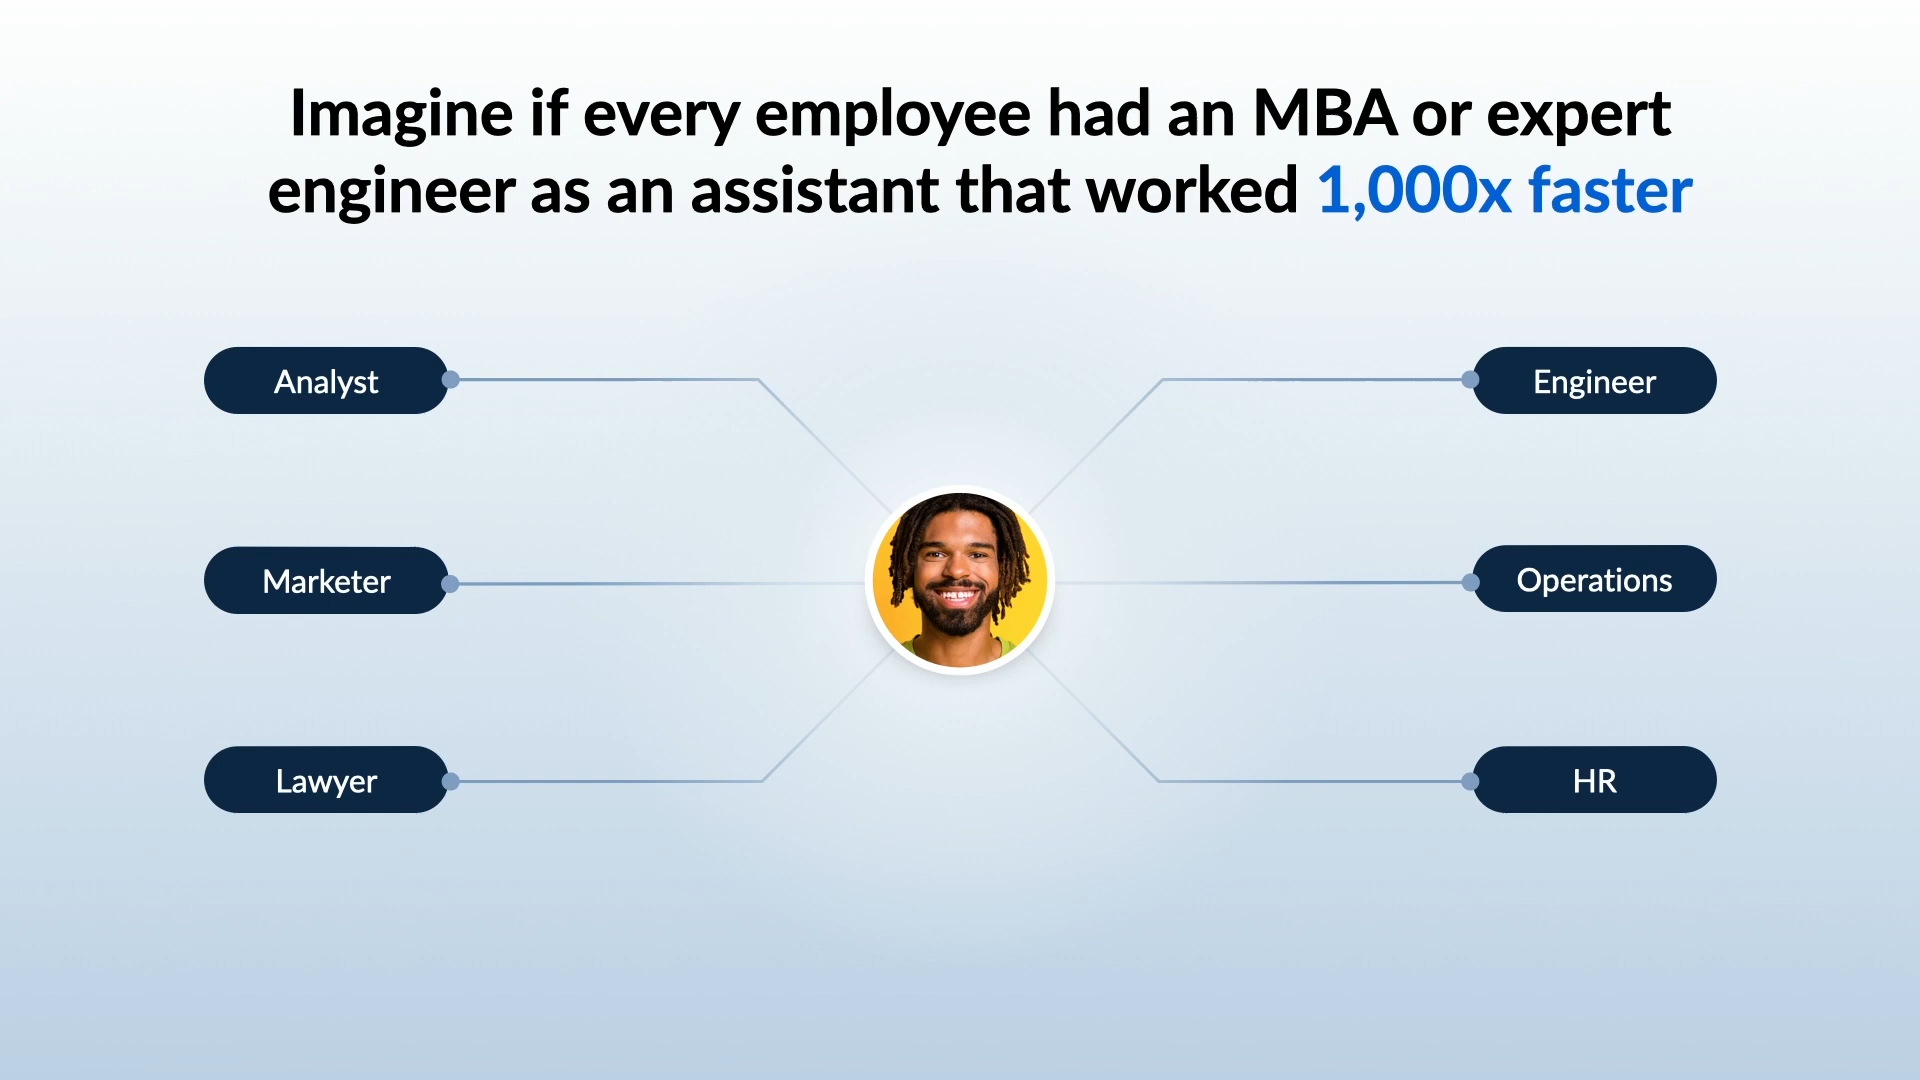 Imagine if every employee had an MBA or expert
engineer as an assistant that worked 1,000x faster
Analyst
Engineer
Marketer
Operations
Lawyer
HR